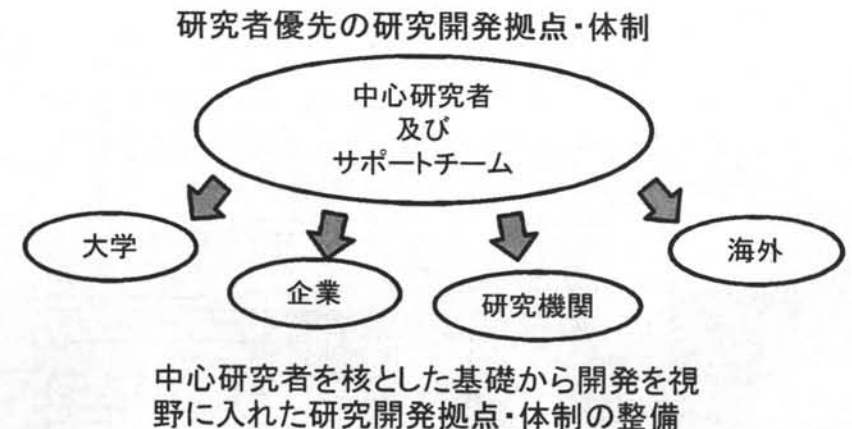 研究者優先の研究開発拠点・体制
中心研究者
及び
サポートチーム
大学
企業
研究機関
海外
中心研究者を核とした基礎から開発を視
野に入れた研究開発拠点・体制の整備